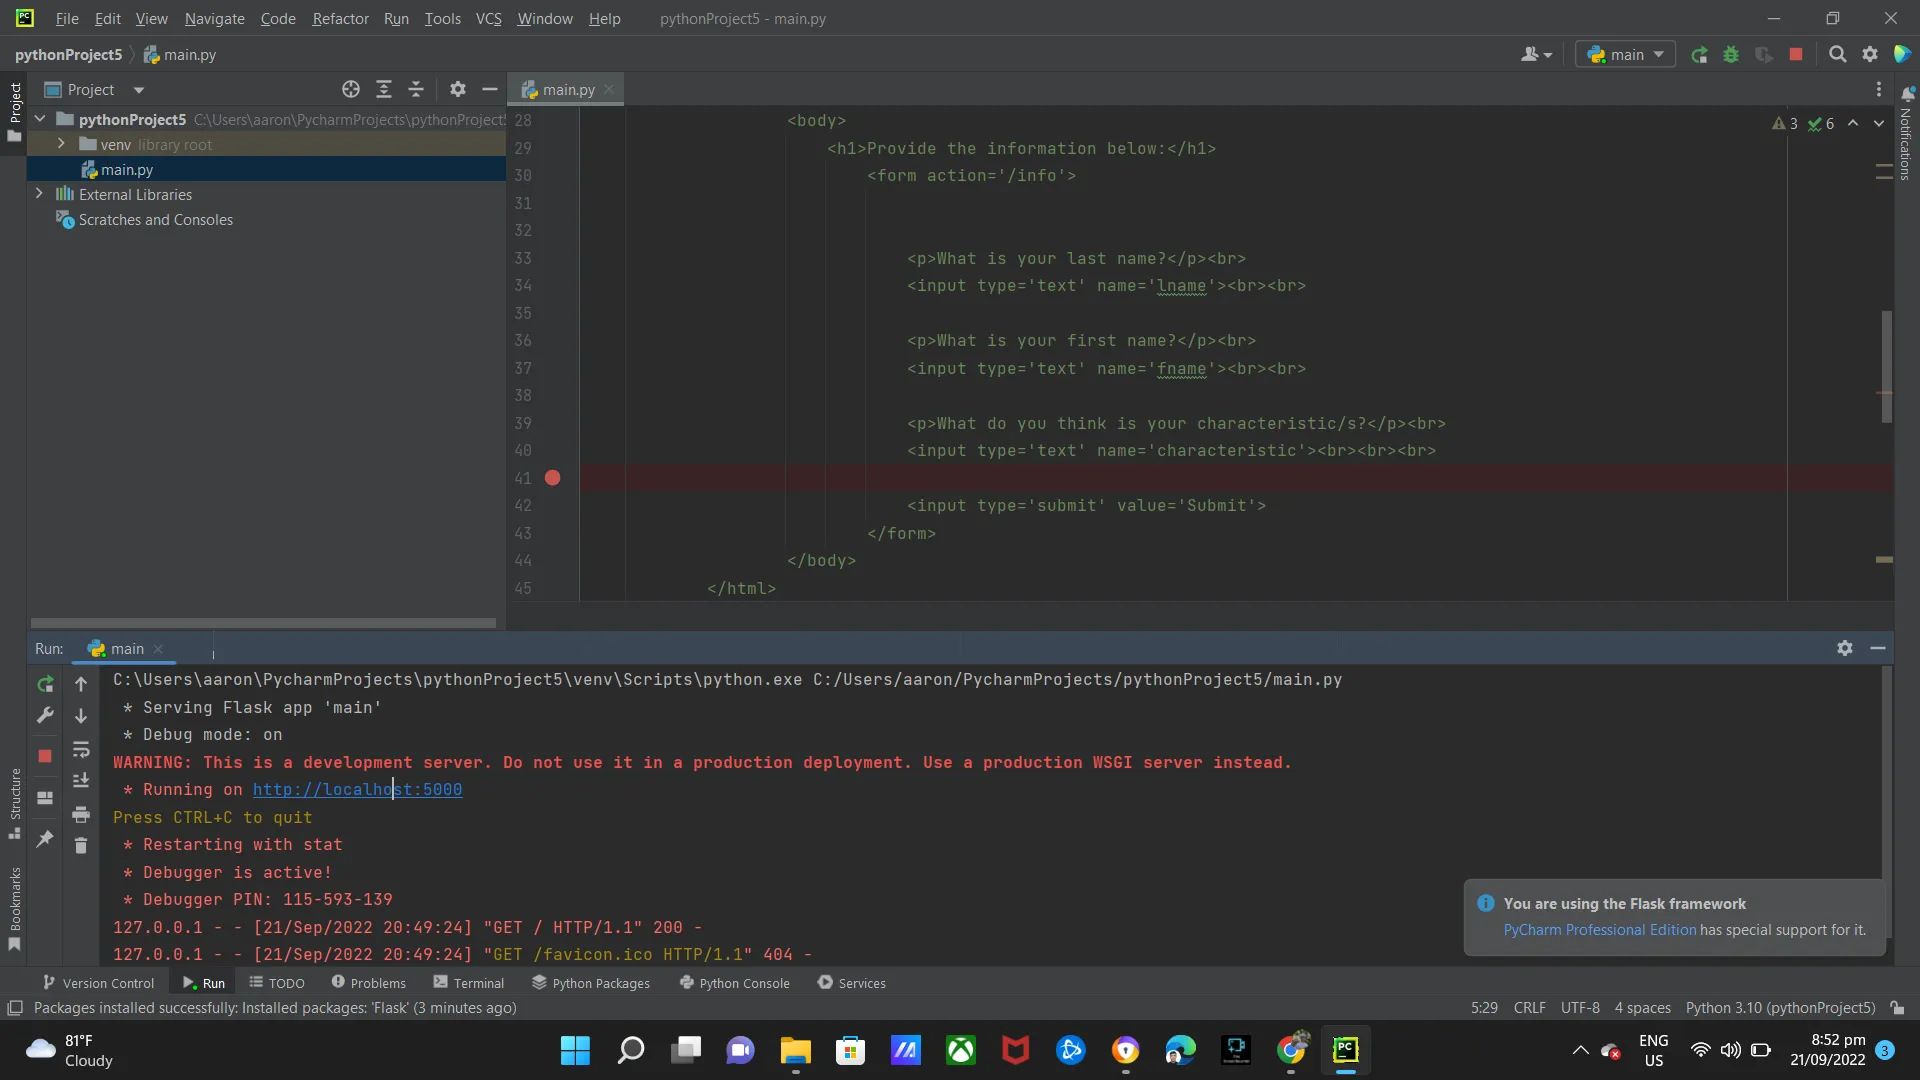 PC File Edit View Navigate Code Refactor Run Tools VCS Window Help pythonProject5 - main.py
pythonProject5 main.py main
Project
Project main.py
pythonProject5 C:\Users\aaron\PycharmProjects\pythonProject5
venv library root
main.py
External Libraries
Scratches and Consoles
3 6
Notifications
28 <body>
29 <h1>Provide the information below:</h1>
30 <form action='/info'>
31
32
33 <p>What is your last name?</p><br>
34 <input type='text' name='lname'><br><br>
35
36 <p>What is your first name?</p><br>
37 <input type='text' name='fname'><br><br>
38
39 <p>What do you think is your characteristic/s?</p><br>
40 <input type='text' name='characteristic'><br><br><br>
41
42 <input type='submit' value='Submit'>
43 </form>
44 </body>
45 </html>
Run: main
C:\Users\aaron\PycharmProjects\pythonProject5\venv\Scripts\python.exe C:/Users/aaron/PycharmProjects/pythonProject5/main.py
* Serving Flask app 'main'
* Debug mode: on
WARNING: This is a development server. Do not use it in a production deployment. Use a production WSGI server instead.
* Running on http://localhost:5000
Press CTRL+C to quit
* Restarting with stat
* Debugger is active!
* Debugger PIN: 115-593-139
127.0.0.1 - - [21/Sep/2022 20:49:24] "GET / HTTP/1.1" 200 -
127.0.0.1 - - [21/Sep/2022 20:49:24] "GET /favicon.ico HTTP/1.1" 404 -
Structure
Bookmarks
You are using the Flask framework
PyCharm Professional Edition has special support for it.
Version Control Run TODO Problems Terminal Python Packages Python Console Services
Packages installed successfully: Installed packages: 'Flask' (3 minutes ago) 5:29 CRLF UTF-8 4 spaces Python 3.10 (pythonProject5)
81°F
Cloudy
PC
ENG
US
8:52 pm
21/09/2022
3